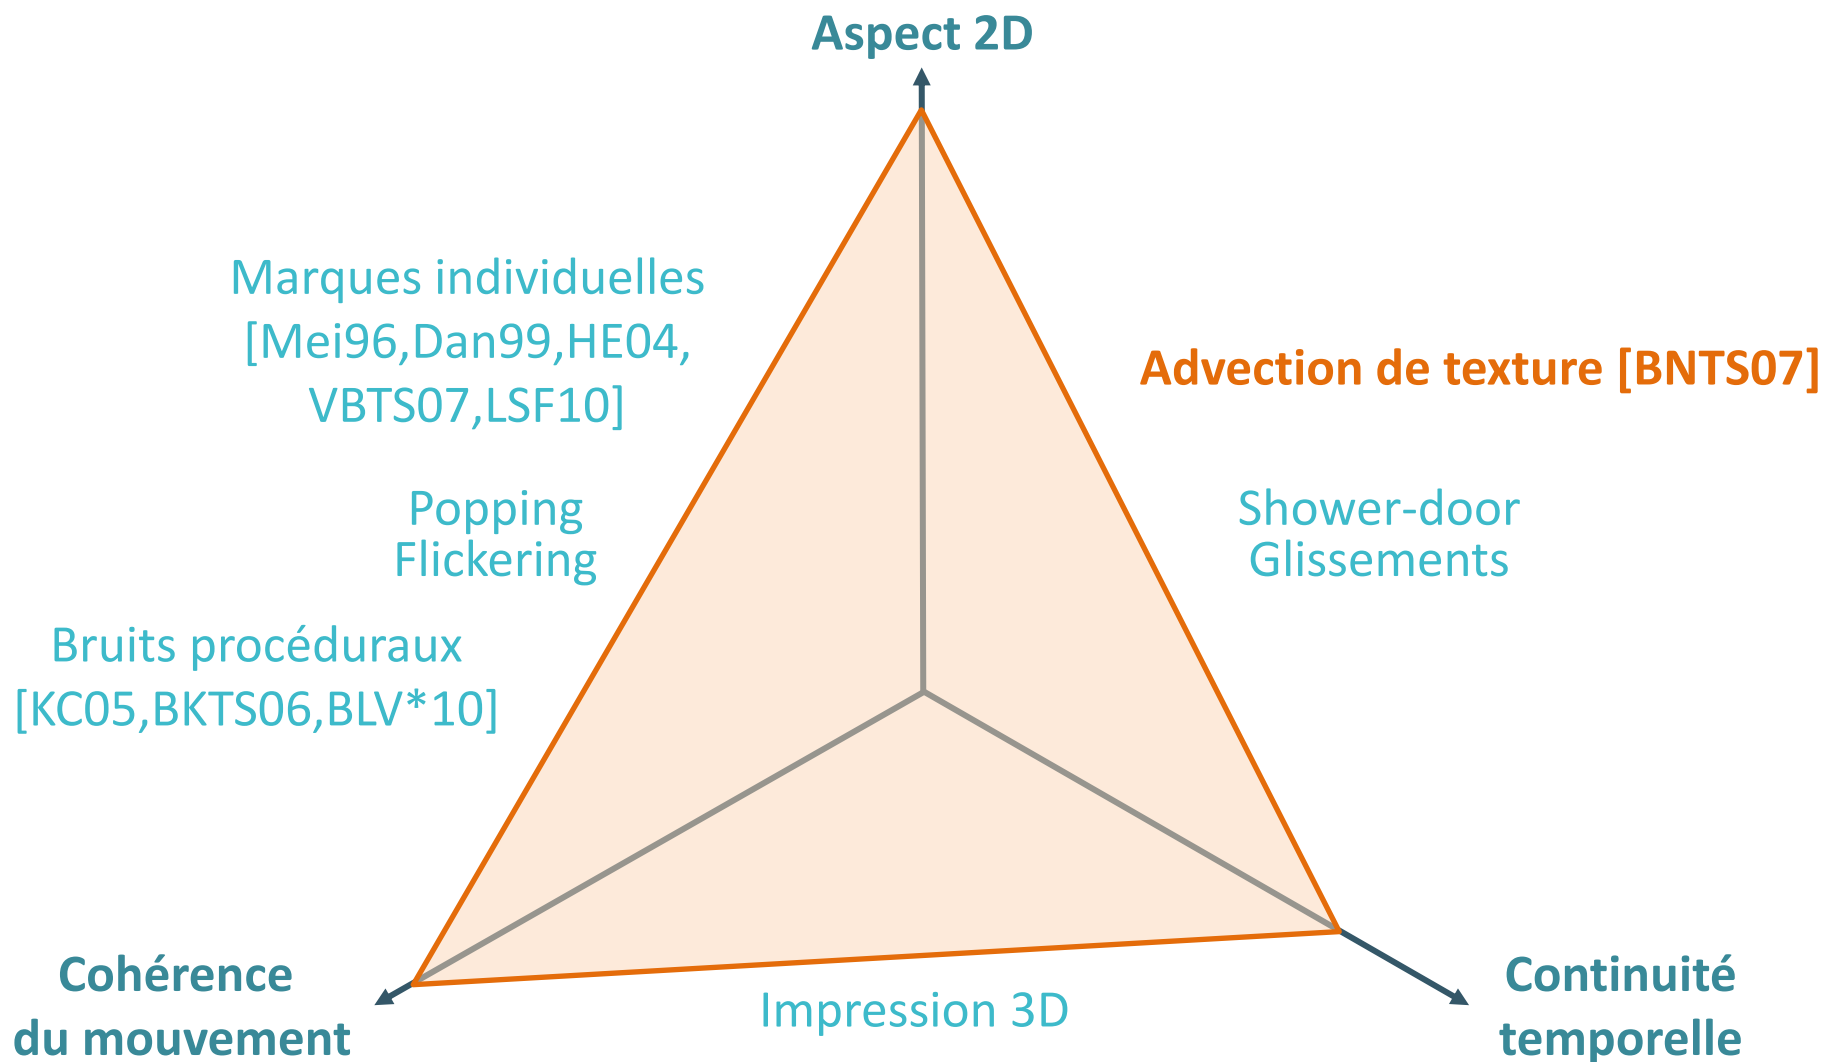 Aspect 2D
Marques individuelles
[Mei96,Dan99,HE04,
VBTS07,LSF10]
Advection de texture [BNTS07]
Popping
Flickering
Shower-door
Glissements
Bruits procéduraux
[KC05,BKTS06,BLV*10]
Cohérence
du mouvement
Impression 3D
Continuité
temporelle